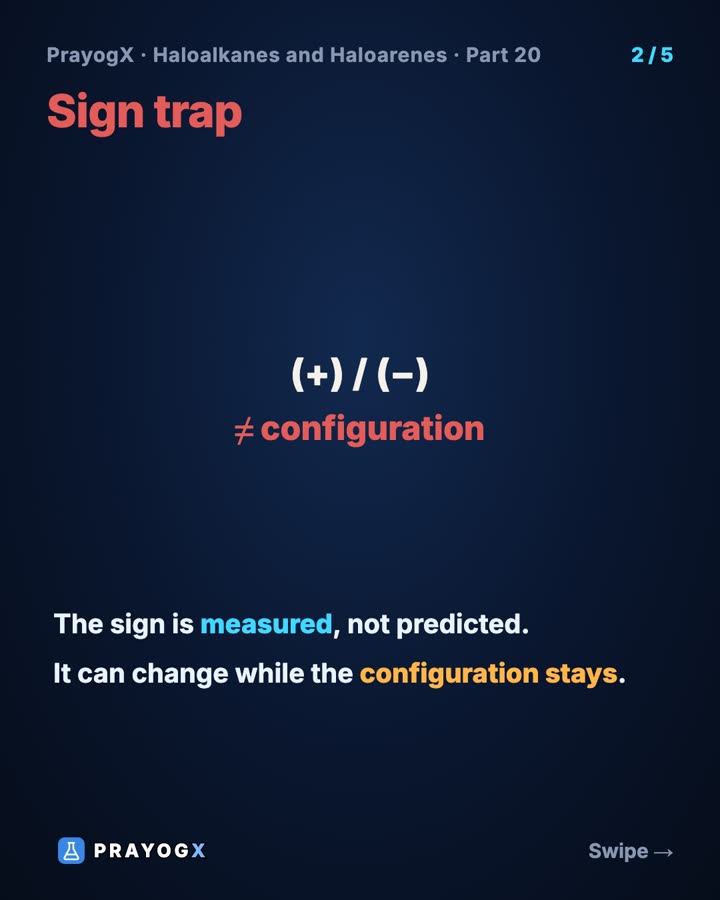 PrayogX · Haloalkanes and Haloarenes · Part 20
2 / 5
Sign trap
(+) / (−)
≠ configuration
The sign is measured, not predicted.
It can change while the configuration stays.
PRAYOGX
Swipe →